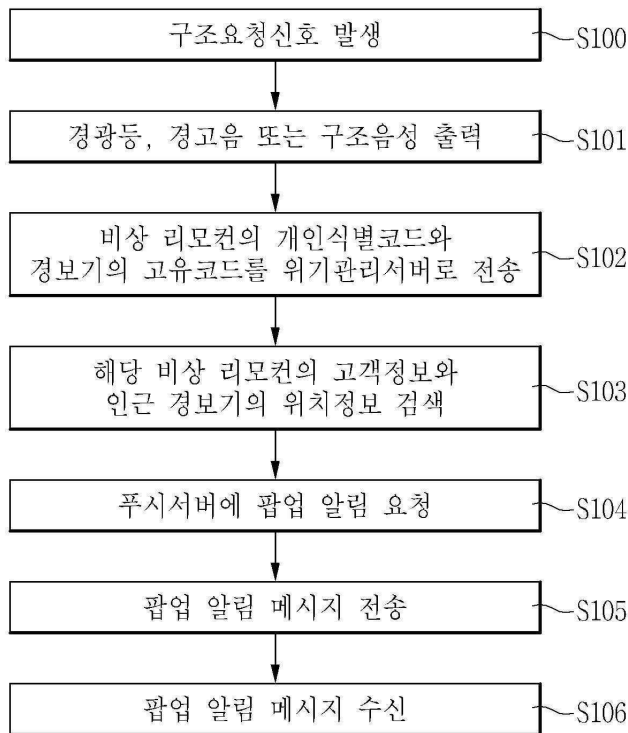 구조요청신호 발생
S100
경광등, 경고음 또는 구조음성 출력
S101
비상 리모컨의 개인식별코드와
경보기의 고유코드를 위기관리서버로 전송
S102
해당 비상 리모컨의 고객정보와
인근 경보기의 위치정보 검색
S103
푸시서버에 팝업 알림 요청
S104
팝업 알림 메시지 전송
S105
팝업 알림 메시지 수신
S106